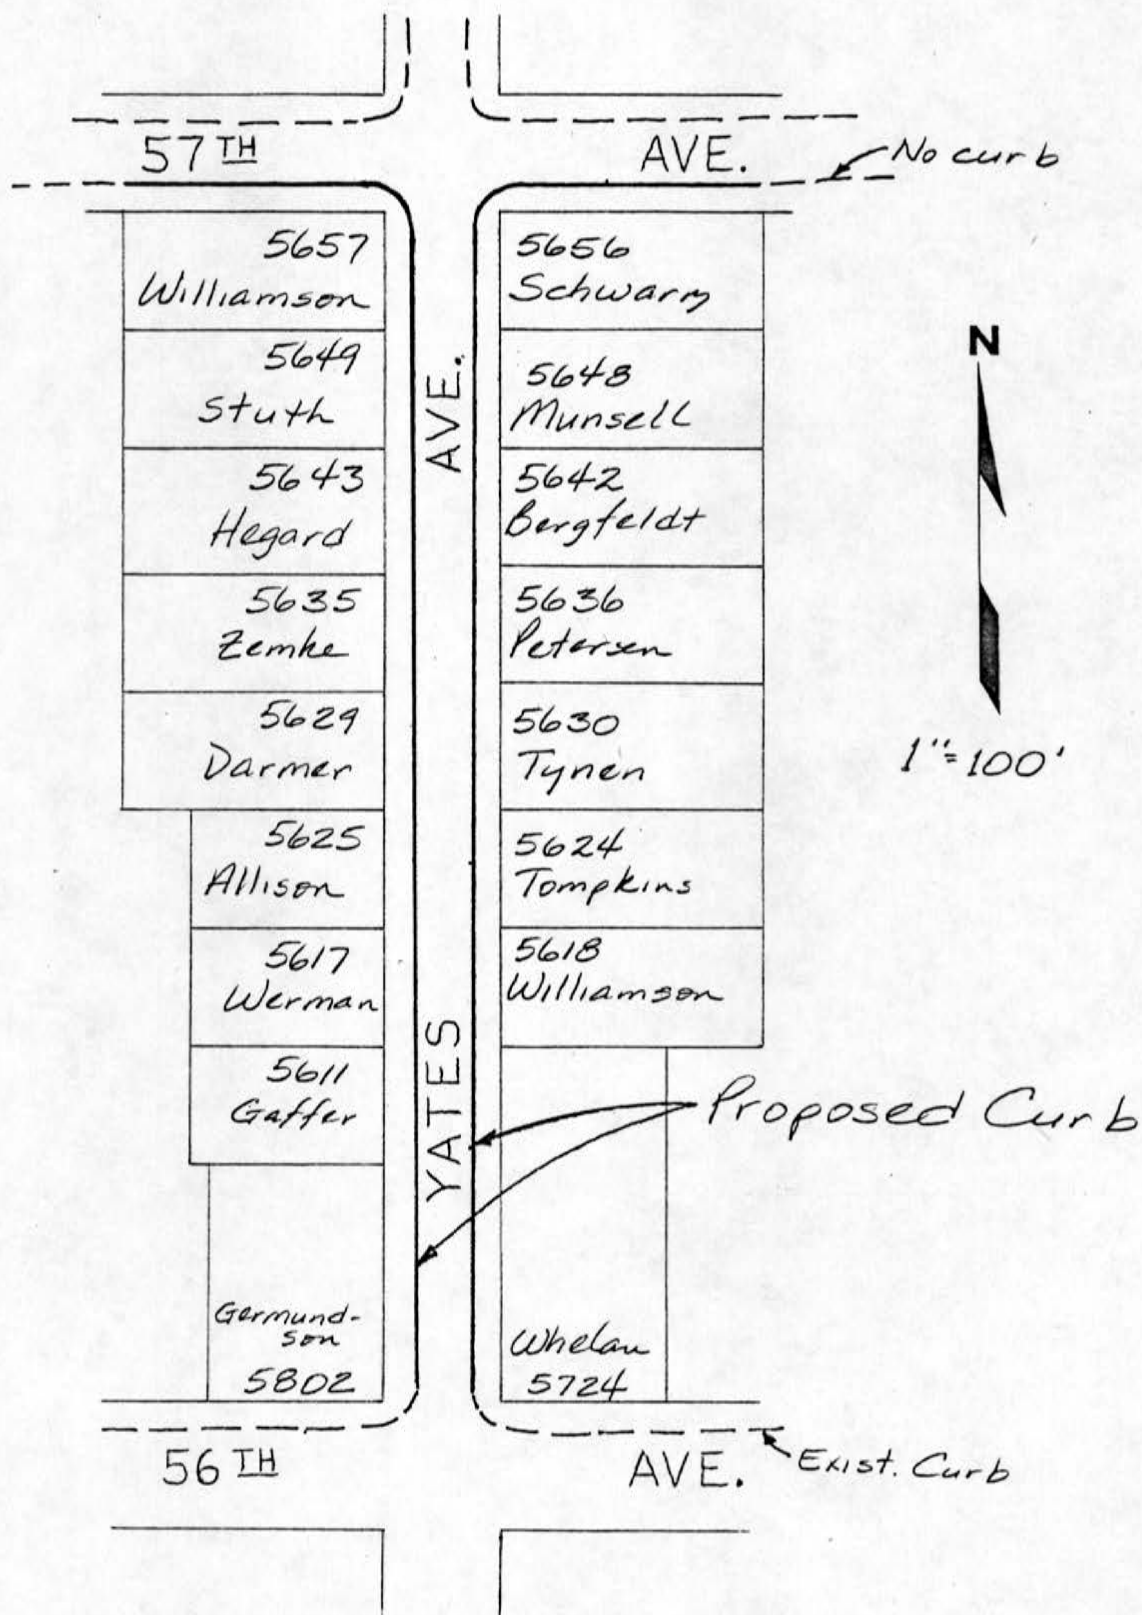 57TH AVE.
No curb
5657
Williamson
5656
Schwarm
N
5649
Stuth
5648
Munsell
AVE.
5643
Hegard
5642
Bergfeldt
5635
Zemke
5636
Petersen
5629
Darmer
5630
Tynen
1"=100'
5625
Allison
5624
Tompkins
5617
Werman
5618
Williamson
YATES
5611
Gaffer
Proposed Curb
Germund-
son
5802
Whelan
5724
56TH AVE.
Exist. Curb